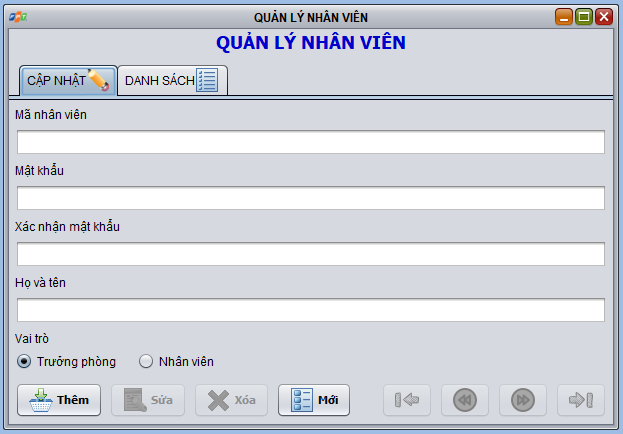 QUẢN LÝ NHÂN VIÊN
QUẢN LÝ NHÂN VIÊN
CẬP NHẬT DANH SÁCH
Mã nhân viên
Mật khẩu
Xác nhận mật khẩu
Họ và tên
Vai trò
Trưởng phòng Nhân viên
Thêm Sửa Xóa Mới